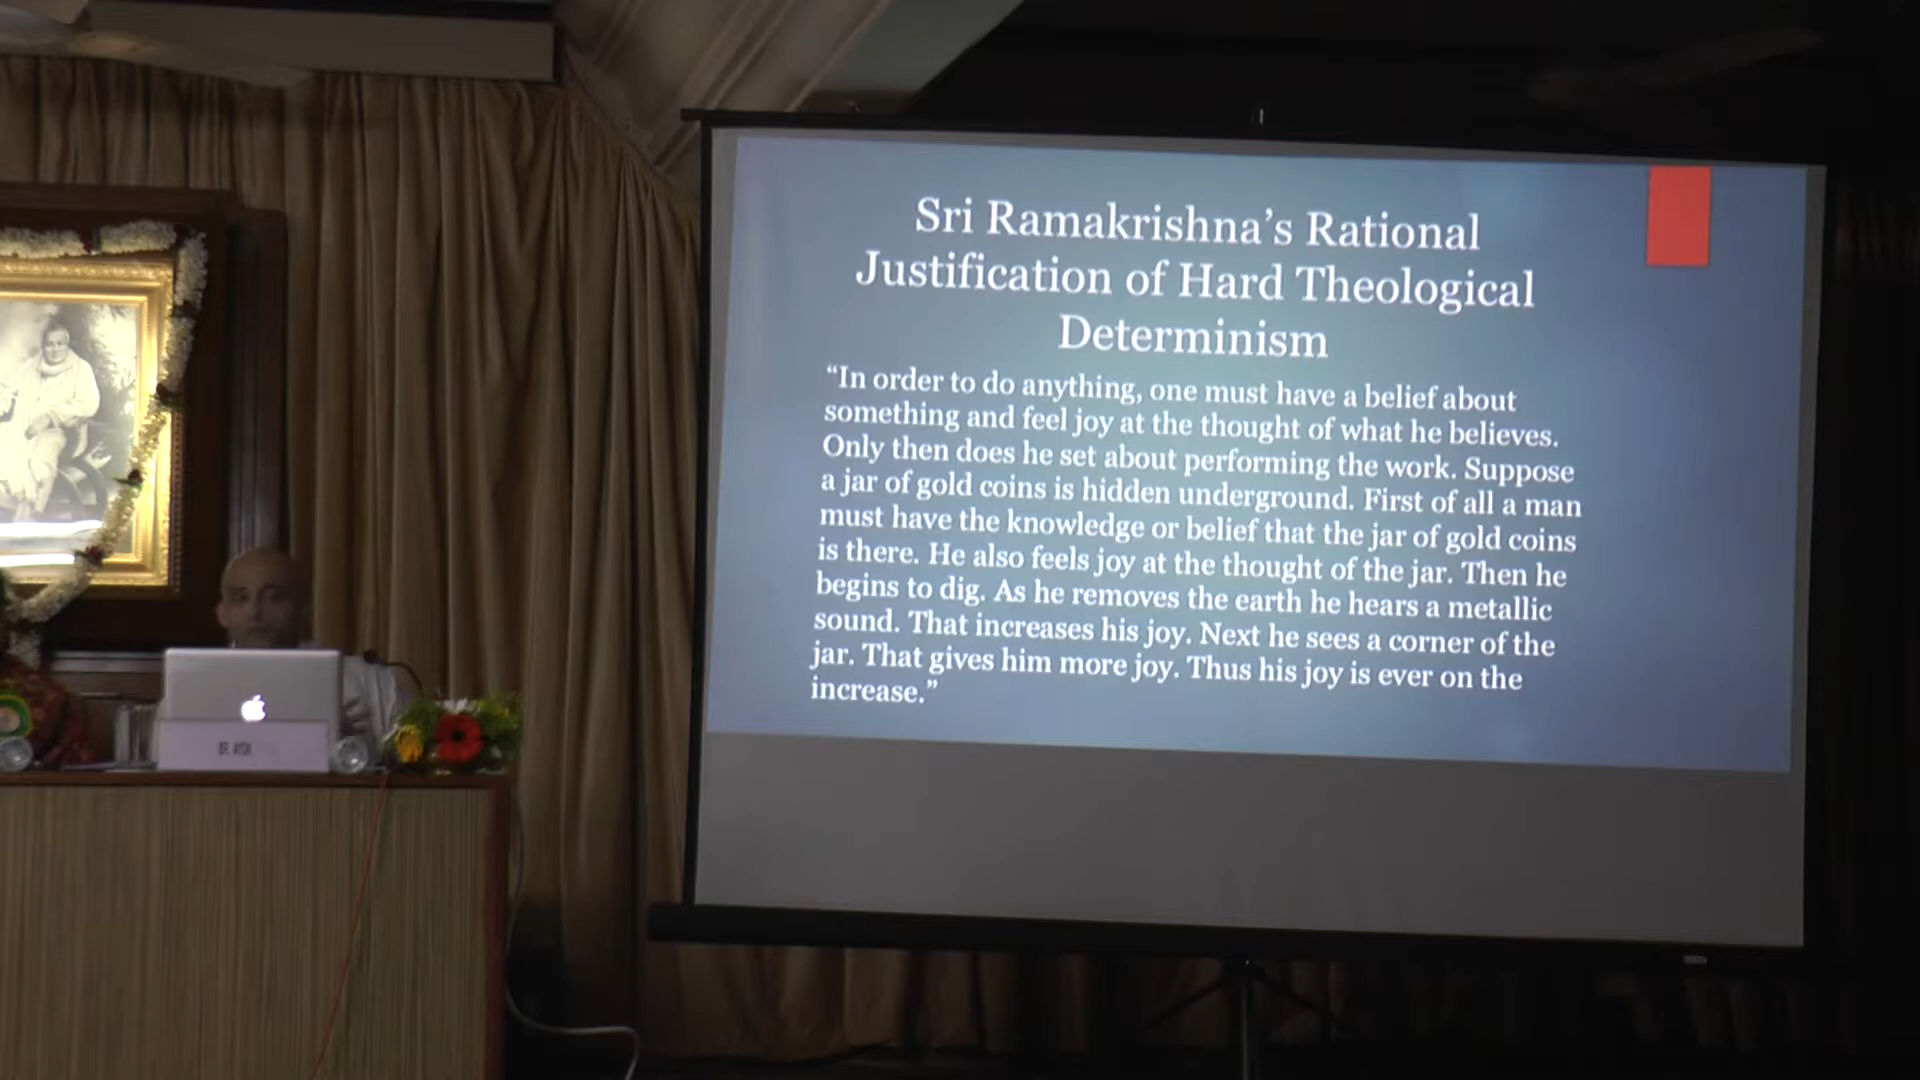 Sri Ramakrishna’s Rational
Justification of Hard Theological
Determinism
“In order to do anything, one must have a belief about
something and feel joy at the thought of what he believes.
Only then does he set about performing the work. Suppose
a jar of gold coins is hidden underground. First of all a man
must have the knowledge or belief that the jar of gold coins
is there. He also feels joy at the thought of the jar. Then he
begins to dig. As he removes the earth he hears a metallic
sound. That increases his joy. Next he sees a corner of the
jar. That gives him more joy. Thus his joy is ever on the
increase.”